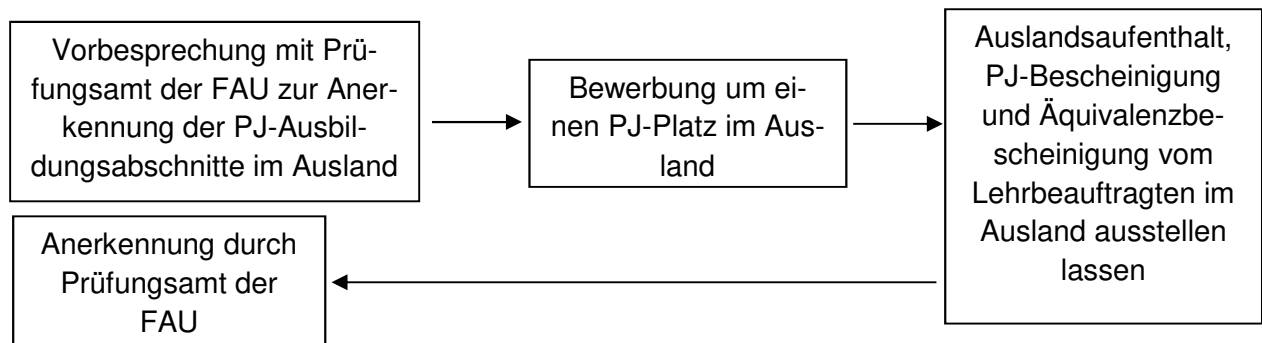 Vorbesprechung mit Prü-
fungsamt der FAU zur Aner-
kennung der PJ-Ausbil-
dungsabschnitte im Ausland
Bewerbung um ei-
nen PJ-Platz im Aus-
land
Auslandsaufenthalt,
PJ-Bescheinigung
und Äquivalenzbe-
scheinigung vom
Lehrbeauftragten im
Ausland ausstellen
lassen
Anerkennung durch
Prüfungsamt der
FAU